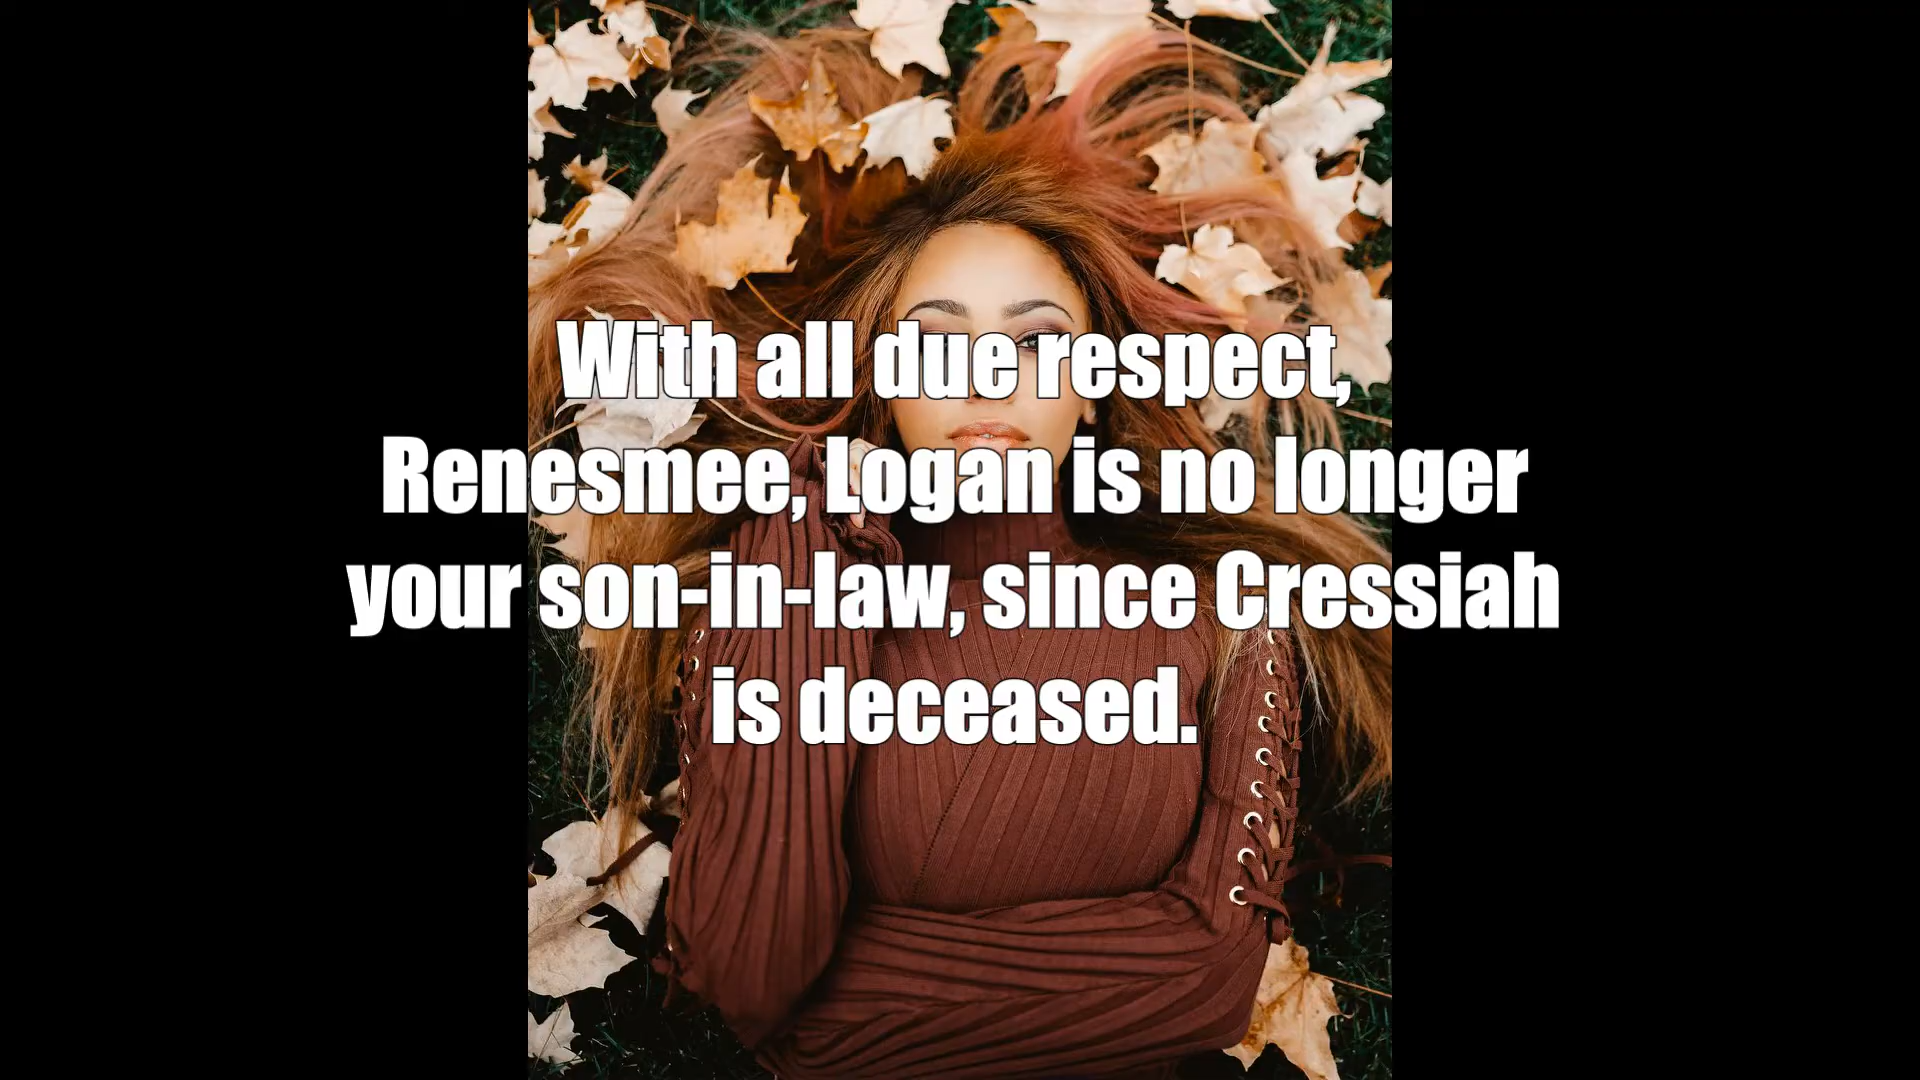 With all due respect,
Renesmee, Logan is no longer
your son-in-law, since Cressiah
is deceased.